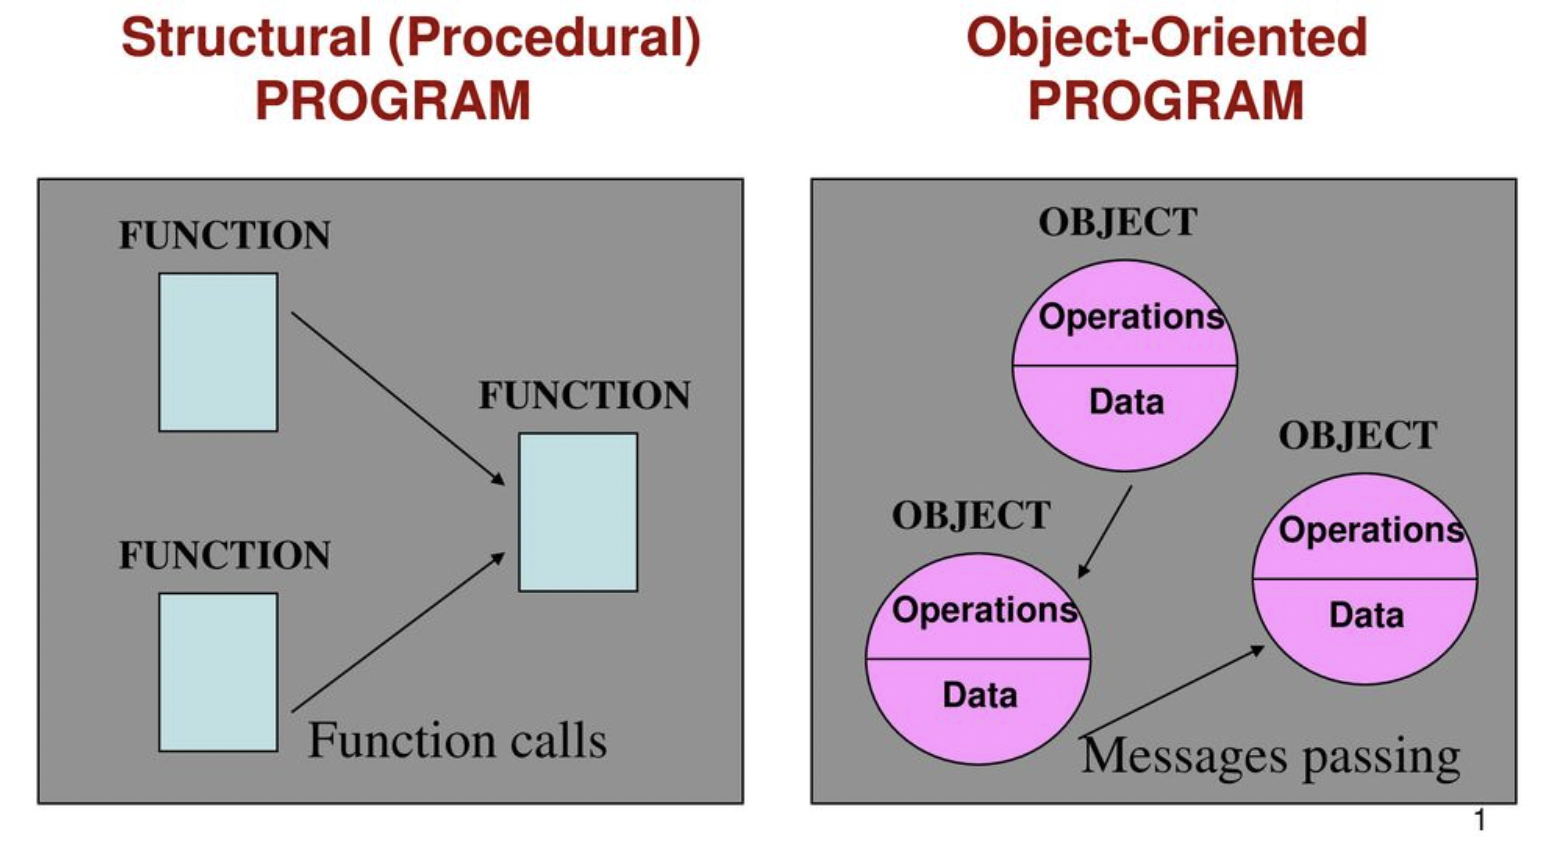 Structural (Procedural)
PROGRAM
FUNCTION
FUNCTION
FUNCTION
Function calls
Object-Oriented
PROGRAM
OBJECT
Operations
Data
OBJECT
Operations
Data
OBJECT
Operations
Data
Messages passing
1